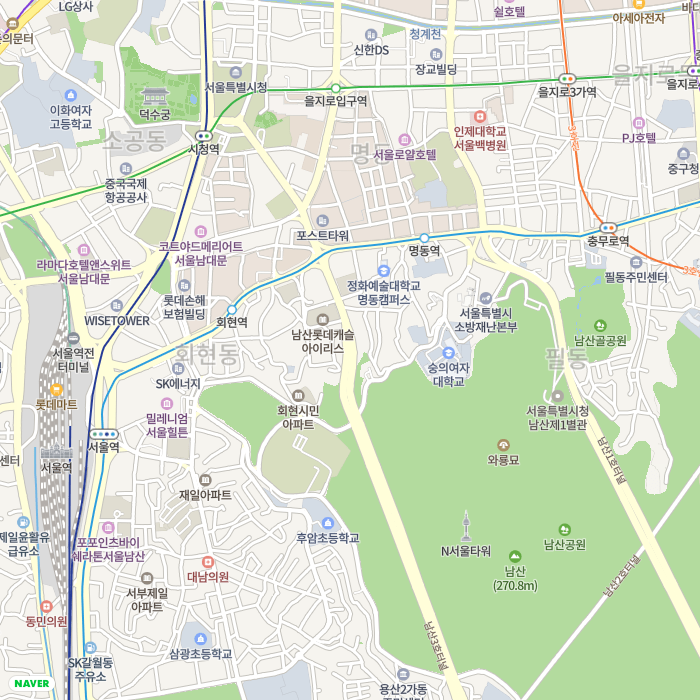 LG상사
쉴호텔
아세아전자
의문터
신한DS
청계천
장교빌딩
서울특별시청
을지로입구역
을지로3가역
을지로
이화여자
고등학교
덕수궁
소공동
시청역
명
서울로얄호텔
인제대학교
서울백병원
PJ호텔
3호선
중구청
중국국제
항공공사
포스트타워
명동역
충무로역
코트야드메리어트
서울남대문
라마다호텔앤스위트
서울남대문
정화예술대학교
명동캠퍼스
필동주민센터
3호
롯데손해
보험빌딩
WISETOWER
회현역
서울특별시
소방재난본부
남산롯데캐슬
아이리스
남산골공원
서울역전
터미널
회현동
숭의여자
대학교
필동
SK에너지
롯데마트
회현시민
아파트
서울특별시청
남산제1별관
밀레니엄
서울힐튼
서울역
서울역
센터
와룡묘
남산1호터널
재일아파트
제일윤활유
급유소
포포인츠바이
쉐라톤서울남산
후암초등학교
N서울타워
남산공원
남산
(270.8m)
남산2호터널
대남의원
서부제일
아파트
동민의원
삼광초등학교
남산3호터널
SK갈월동
주유소
용산2가동
NAVER